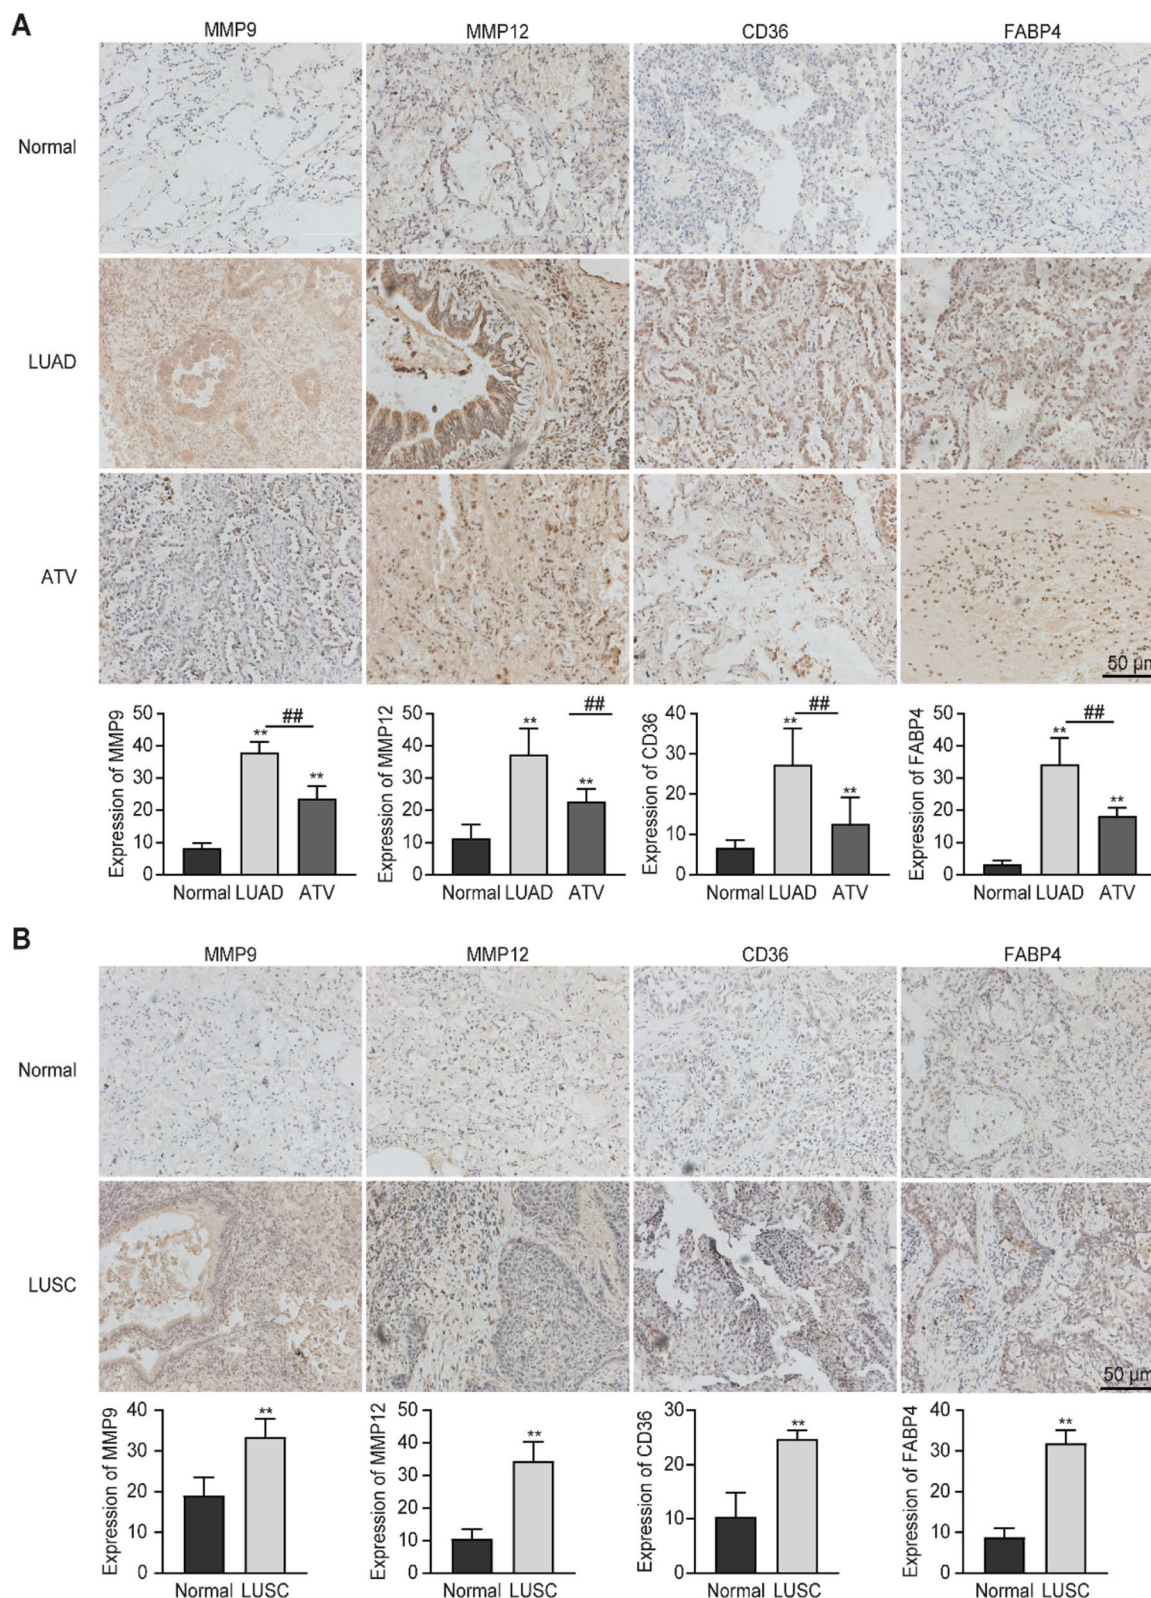 A
MMP9 MMP12 CD36 FABP4
Normal
LUAD
ATV
50 µm
Expression of MMP9
50
40
30
20
10
0
**
##
**
Normal LUAD ATV
Expression of MMP12
50
40
30
20
10
0
**
##
**
Normal LUAD ATV
Expression of CD36
40
30
20
10
0
**
##
**
Normal LUAD ATV
Expression of FABP4
50
40
30
20
10
0
**
##
**
Normal LUAD ATV
B
MMP9 MMP12 CD36 FABP4
Normal
LUSC
50 µm
Expression of MMP9
40
30
20
10
0
**
Normal LUSC
Expression of MMP12
50
40
30
20
10
0
**
Normal LUSC
Expression of CD36
30
20
10
0
**
Normal LUSC
Expression of FABP4
40
30
20
10
0
**
Normal LUSC